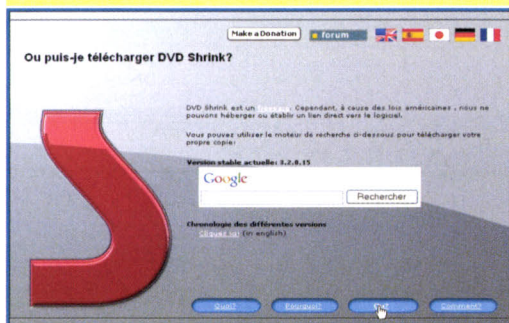 Make a Donation
forum
Ou puis-je télécharger DVD Shrink?
DVD Shrink est un freeware. Cependant, à cause des lois américaines , nous ne
pouvons héberger ou établir un lien direct vers le logiciel.
Vous pouvez utiliser le moteur de recherche ci-dessous pour télécharger votre
propre copie:
Version stable actuelle: 3.2.0.15
Google
Rechercher
Chronologie des différentes versions
Cliquez ici (in english)
Quoi? Pourquoi? Comment?